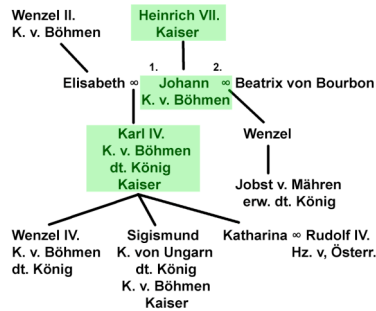 Wenzel II.
K. v. Böhmen
Heinrich VII.
Kaiser
1. 2.
Elisabeth ∞ Johann ∞ Beatrix von Bourbon
K. v. Böhmen
Karl IV.
K. v. Böhmen
dt. König
Kaiser
Wenzel
Jobst v. Mähren
erw. dt. König
Wenzel IV.
K. v. Böhmen
dt. König
Sigismund
K. von Ungarn
dt. König
K. v. Böhmen
Kaiser
Katharina ∞ Rudolf IV.
Hz. v, Österr.